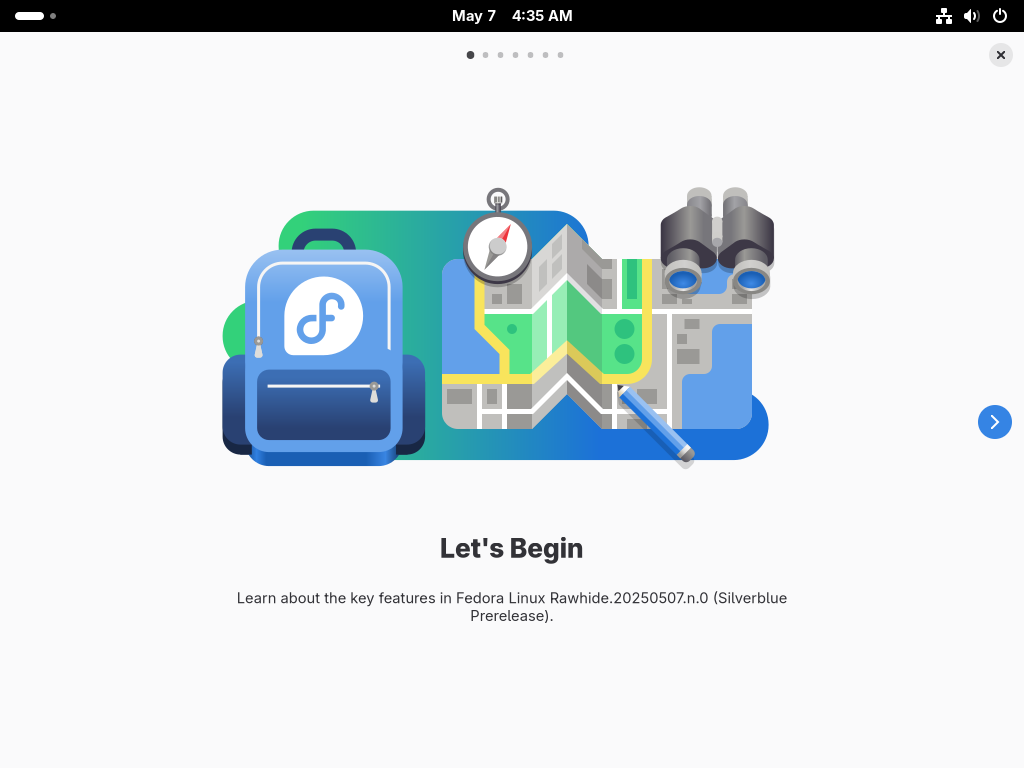 May 7 4:35 AM
Let's Begin
Learn about the key features in Fedora Linux Rawhide.20250507.n.0 (Silverblue
Prerelease).